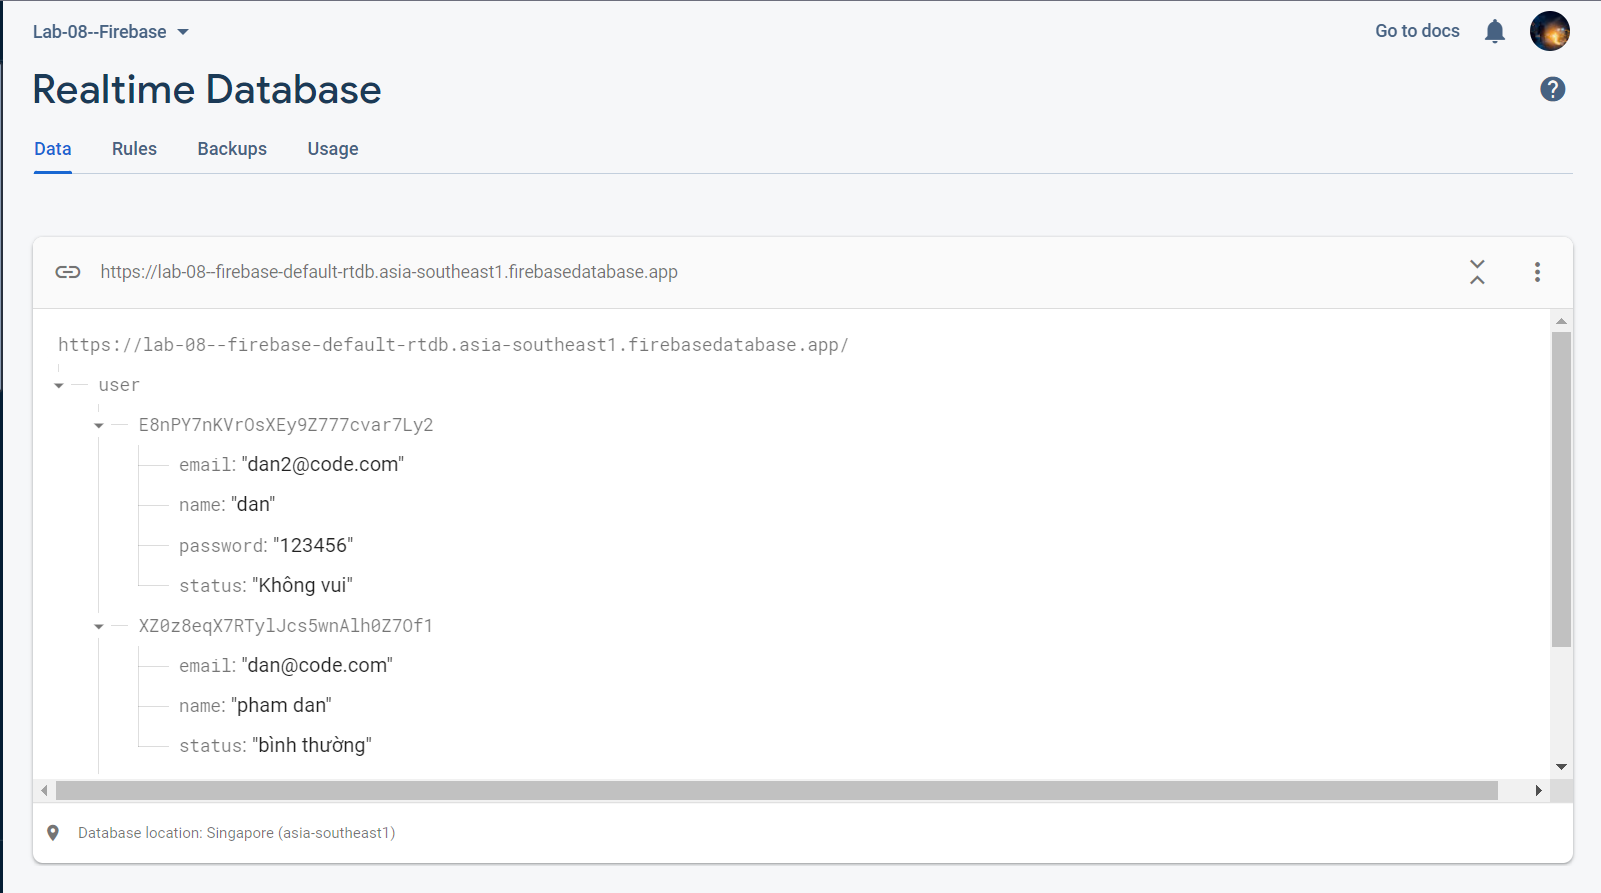 Lab-08--Firebase
Go to docs
Realtime Database
?
Data Rules Backups Usage
https://lab-08--firebase-default-rtdb.asia-southeast1.firebasedatabase.app
https://lab-08--firebase-default-rtdb.asia-southeast1.firebasedatabase.app/
user
E8nPY7nKVrOsXEy9Z777cvar7Ly2
email: "dan2@code.com"
name: "dan"
password: "123456"
status: "Không vui"
XZ0z8eqX7RTylJcs5wnAlh0Z7Of1
email: "dan@code.com"
name: "pham dan"
status: "bình thường"
Database location: Singapore (asia-southeast1)